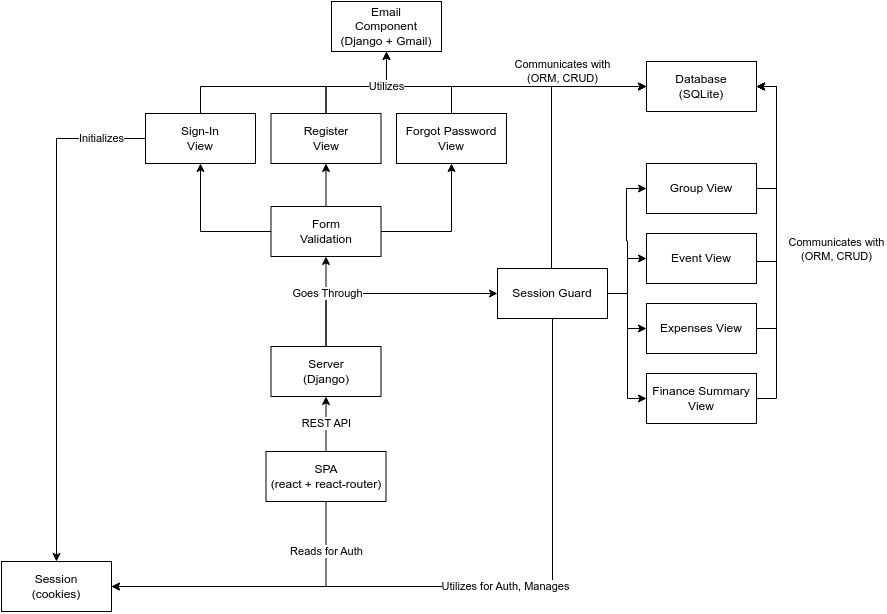 Email
Component
(Django + Gmail)
Communicates with
(ORM, CRUD)
Utilizes
Database
(SQLite)
Initializes
Sign-In
View
Register
View
Forgot Password
View
Group View
Form
Validation
Communicates with
(ORM, CRUD)
Event View
Goes Through
Session Guard
Expenses View
Server
(Django)
Finance Summary
View
REST API
SPA
(react + react-router)
Reads for Auth
Session
(cookies)
Utilizes for Auth, Manages